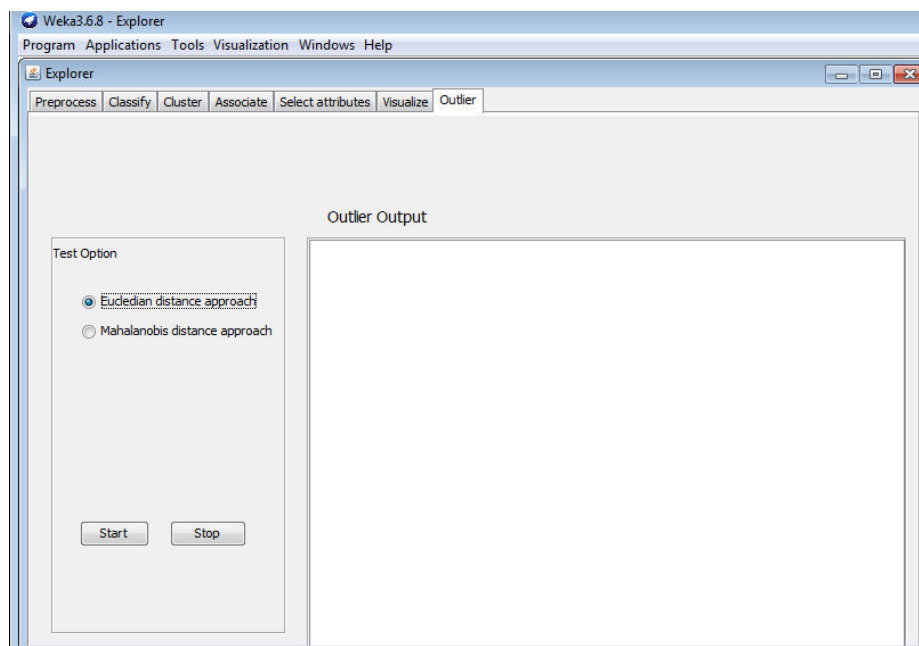 Weka3.6.8 - Explorer
Program Applications Tools Visualization Windows Help
Explorer
Preprocess Classify Cluster Associate Select attributes Visualize Outlier
Outlier Output
Test Option
Eucledian distance approach
Mahalanobis distance approach
Start Stop